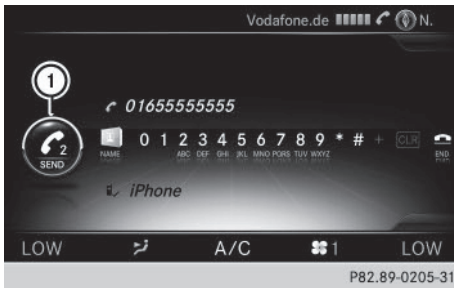 Vodafone.de N.
1
01655555555
2
SEND
NAME 0 1 2 3 4 5 6 7 8 9 * # + CLR END
ABC DEF GHI JKL MNO PQRS TUV WXYZ
iPhone
LOW A/C 1 LOW
P82.89-0205-31